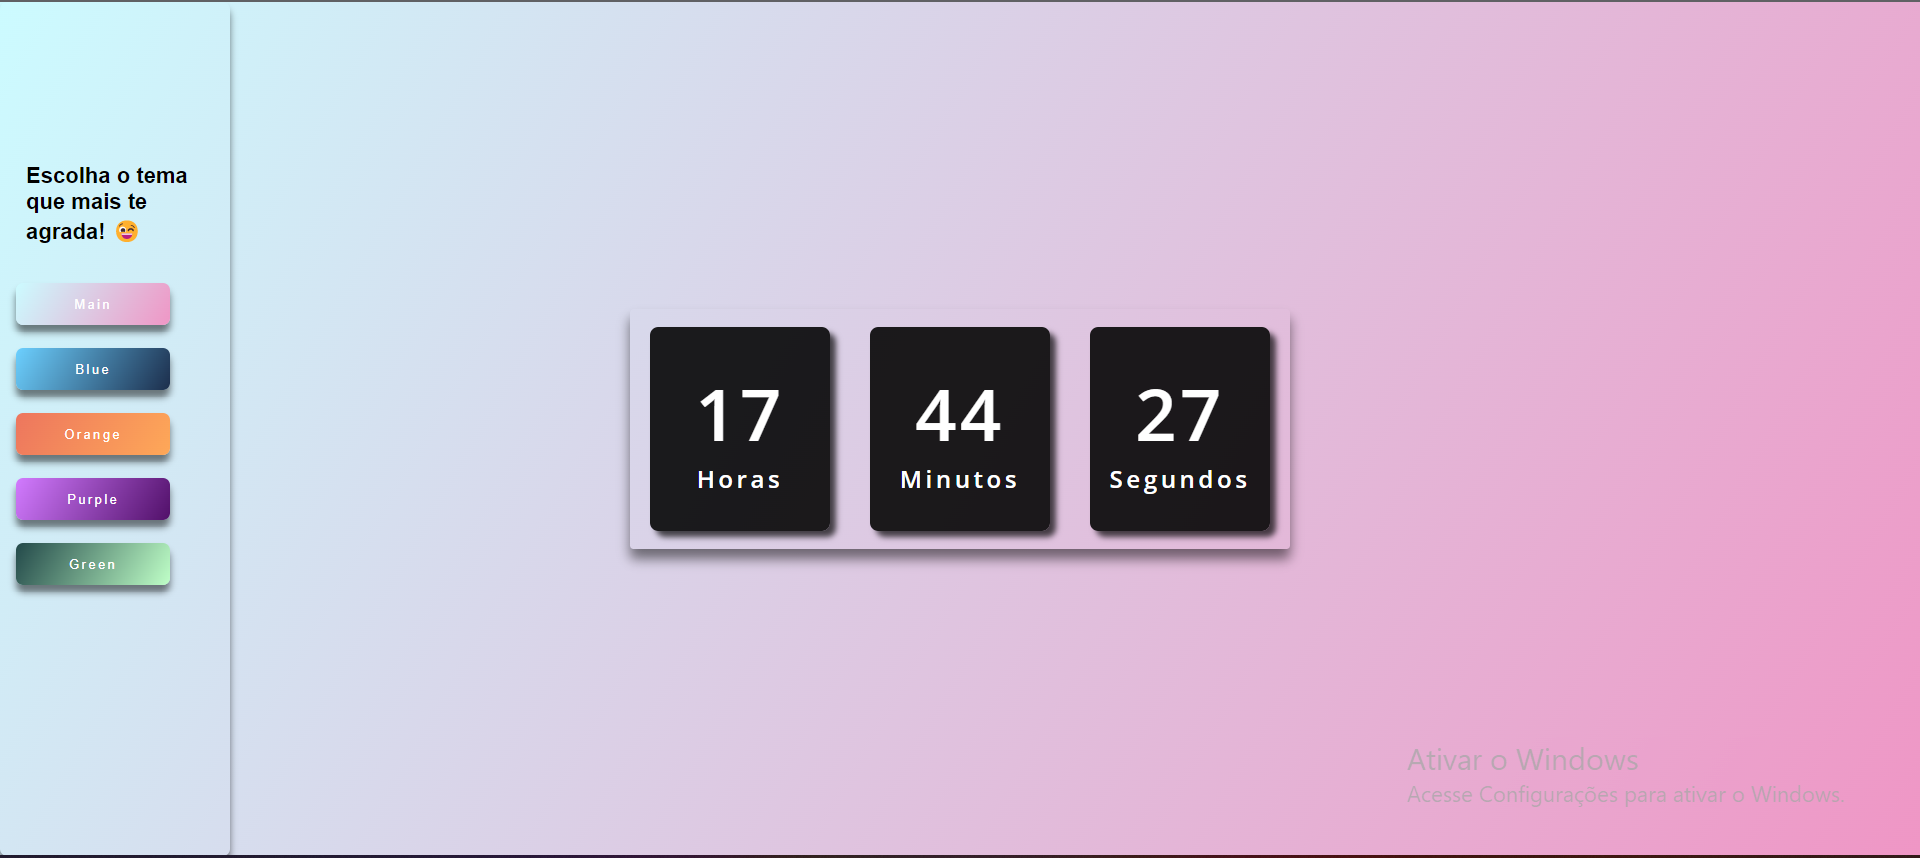 Escolha o tema
que mais te
agrada! 😜
Main
Blue
Orange
Purple
Green
17
Horas
44
Minutos
27
Segundos
Ativar o Windows
Acesse Configurações para ativar o Windows.